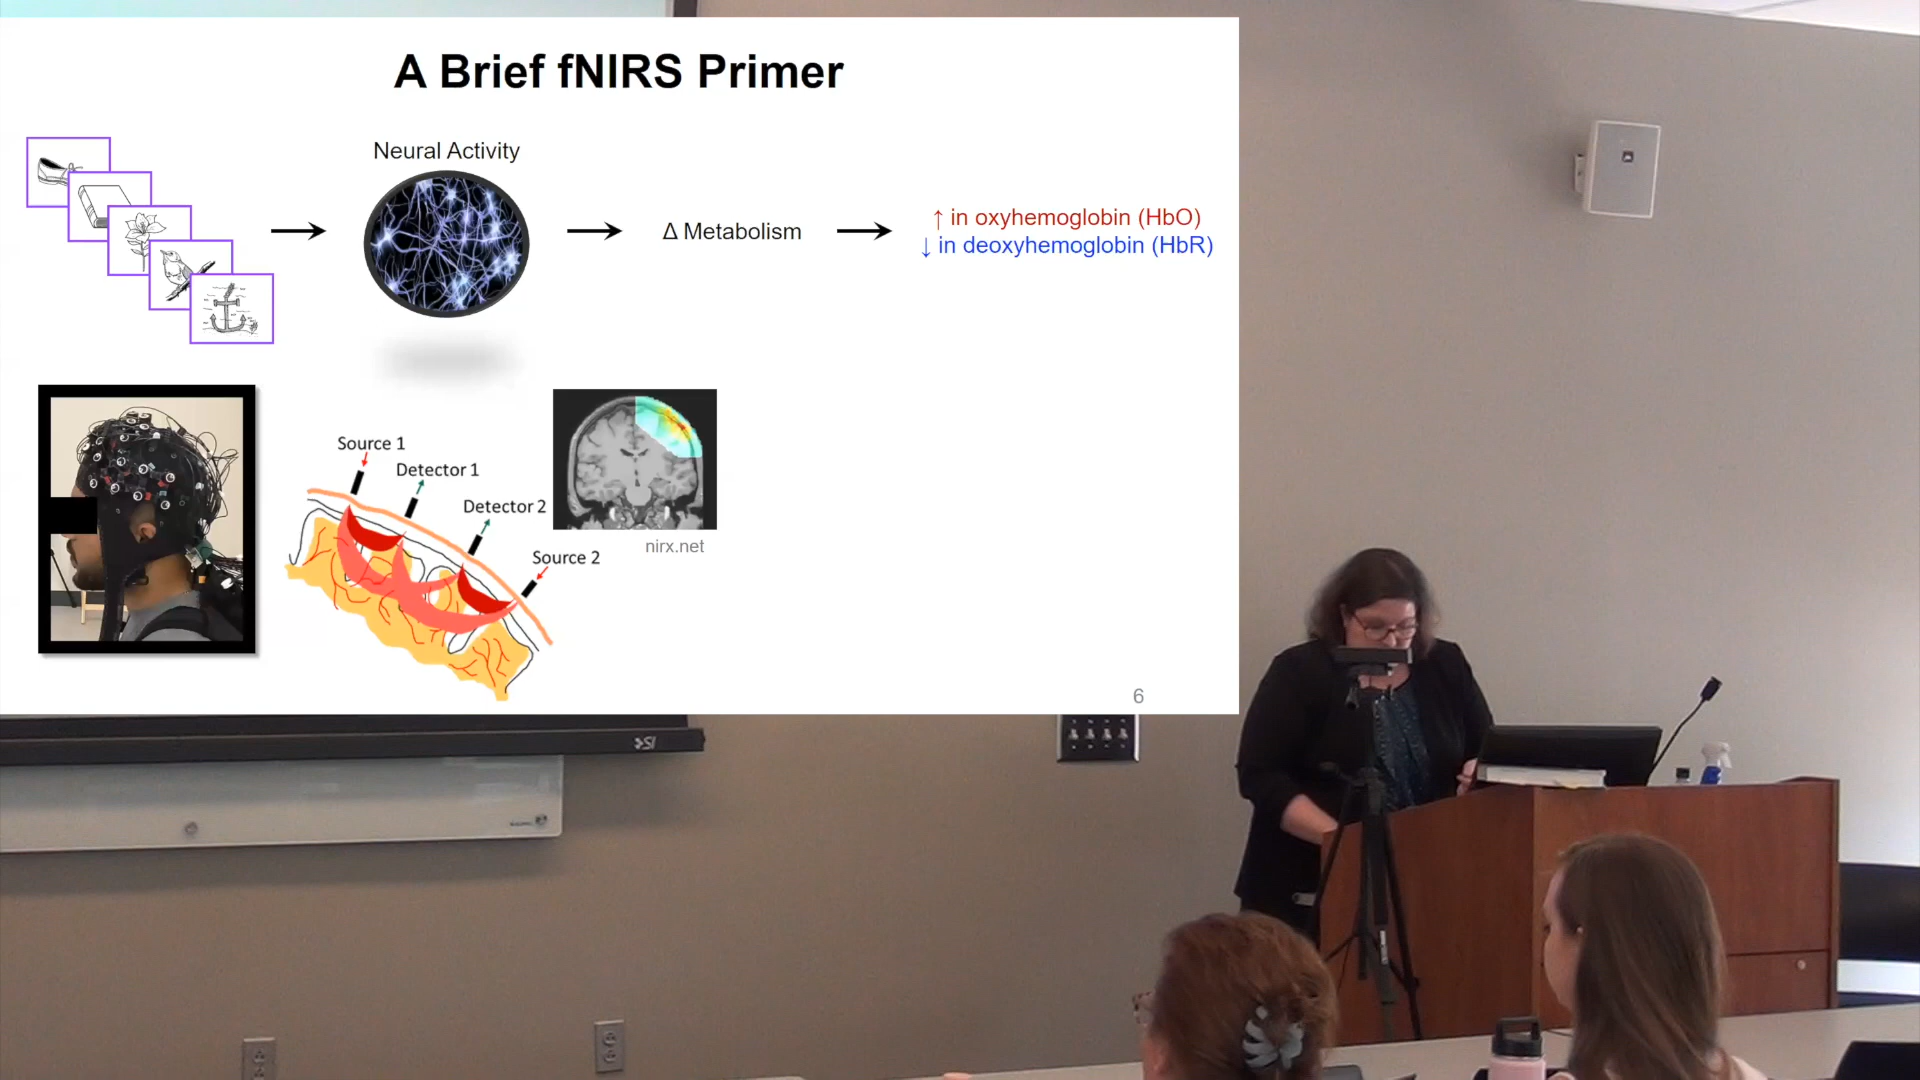 A Brief fNIRS Primer
Neural Activity
Δ Metabolism
↑ in oxyhemoglobin (HbO)
↓ in deoxyhemoglobin (HbR)
Source 1
Detector 1
Detector 2
Source 2
nirx.net
6